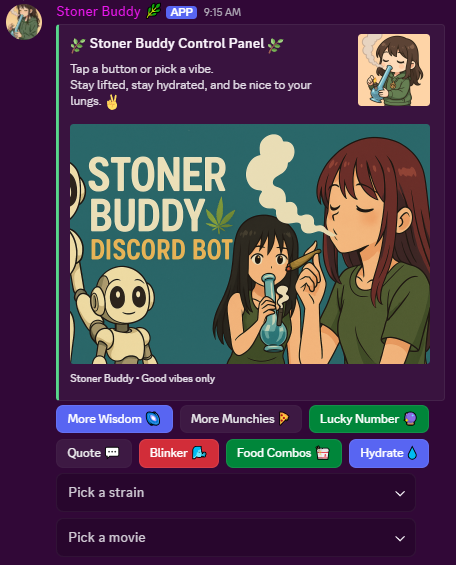 Stoner Buddy 🌿 APP 9:15 AM
🌿 Stoner Buddy Control Panel 🌿
Tap a button or pick a vibe.
Stay lifted, stay hydrated, and be nice to your
lungs. ✌️
STONER
BUDDY
DISCORD BOT
Stoner Buddy • Good vibes only
More Wisdom
More Munchies 🍕
Lucky Number 🔮
Quote 💬
Blinker
Food Combos
Hydrate 💧
Pick a strain
Pick a movie